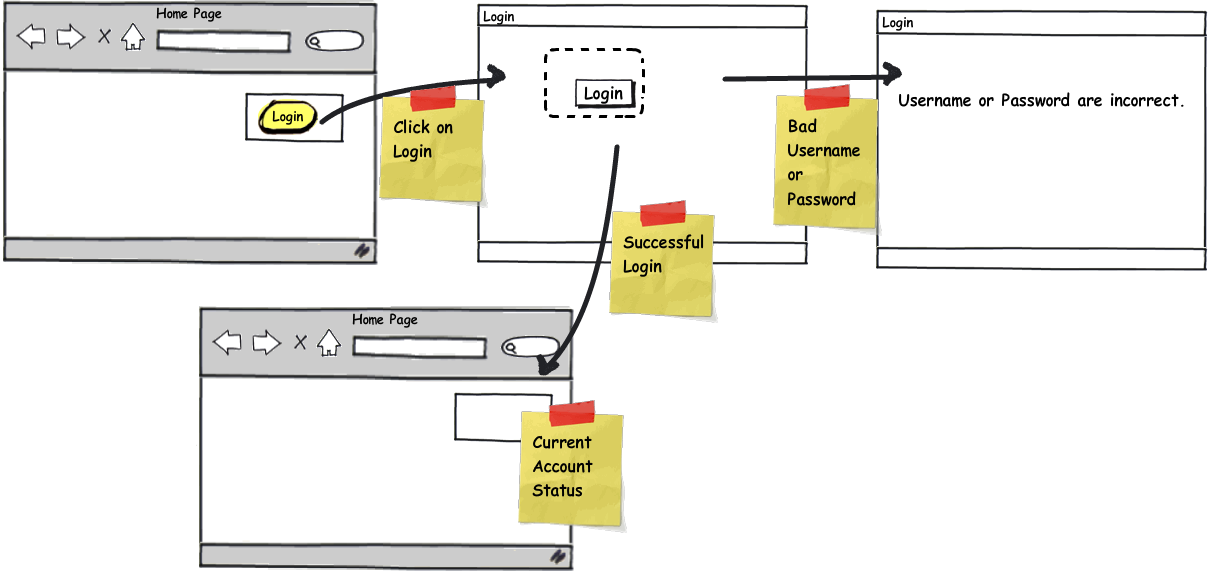 Home Page
Login
Click on
Login
Login
Login
Bad
Username
or
Password
Login
Username or Password are incorrect.
Successful
Login
Home Page
Current
Account
Status